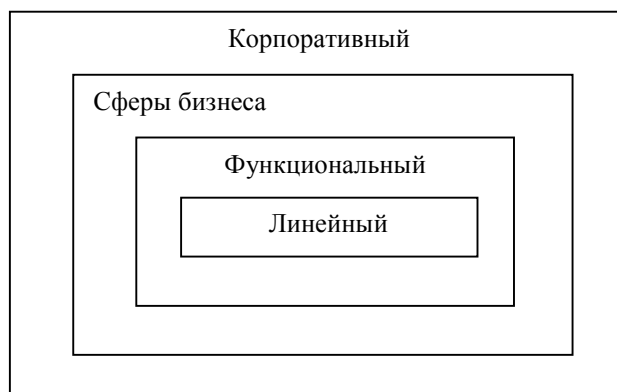 Корпоративный
Сферы бизнеса
Функциональный
Линейный